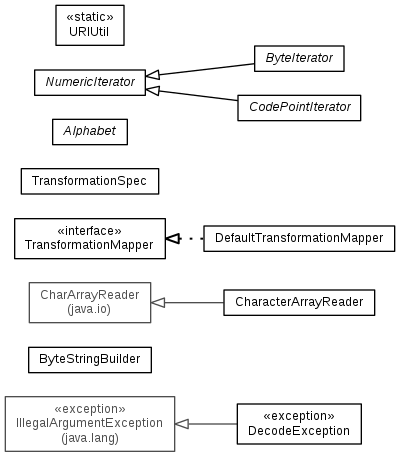 «static»
URIUtil
ByteIterator
NumericIterator
CodePointIterator
Alphabet
TransformationSpec
«interface»
TransformationMapper
DefaultTransformationMapper
CharArrayReader
(java.io)
CharacterArrayReader
ByteStringBuilder
«exception»
IllegalArgumentException
(java.lang)
«exception»
DecodeException